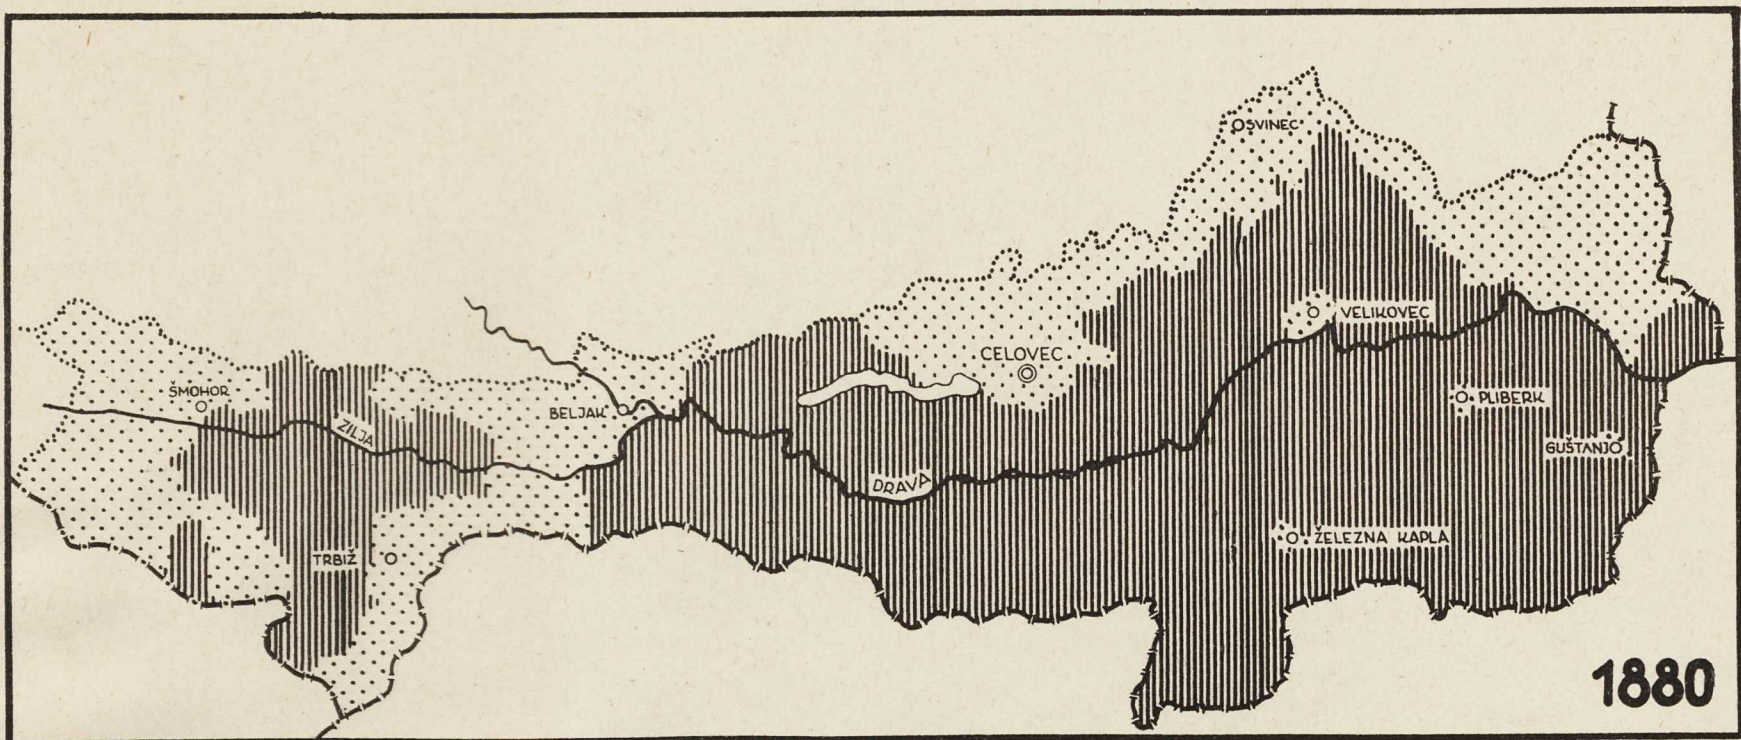 OSVINEC
VELIKOVEC
CELOVEC
ŠMOHOR
BELJAK
PLIBERK
ZILJA
GUŠTANJ
DRAVA
ŽELEZNA KAPLA
TRBIŽ
1880